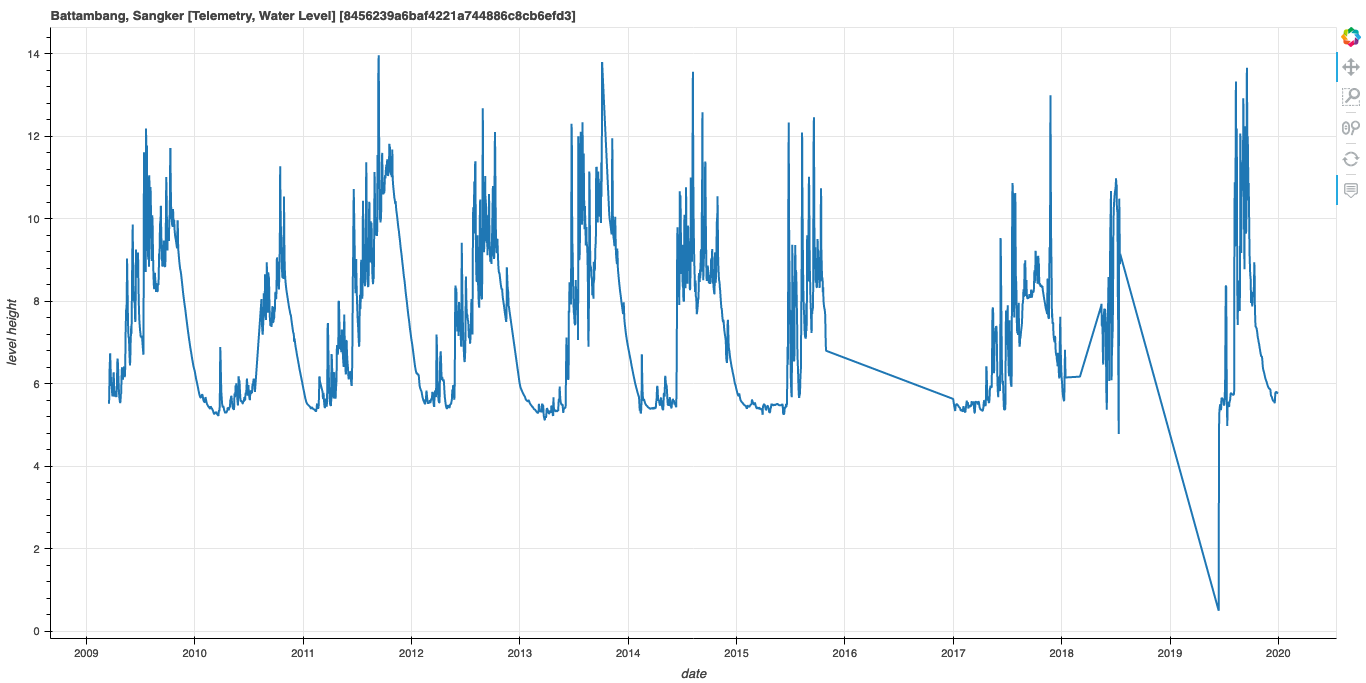 Battambang, Sangker [Telemetry, Water Level] [8456239a6baf4221a744886c8cb6efd3]
14
12
10
8
6
4
2
0
level height
2009 2010 2011 2012 2013 2014 2015 2016 2017 2018 2019 2020
date